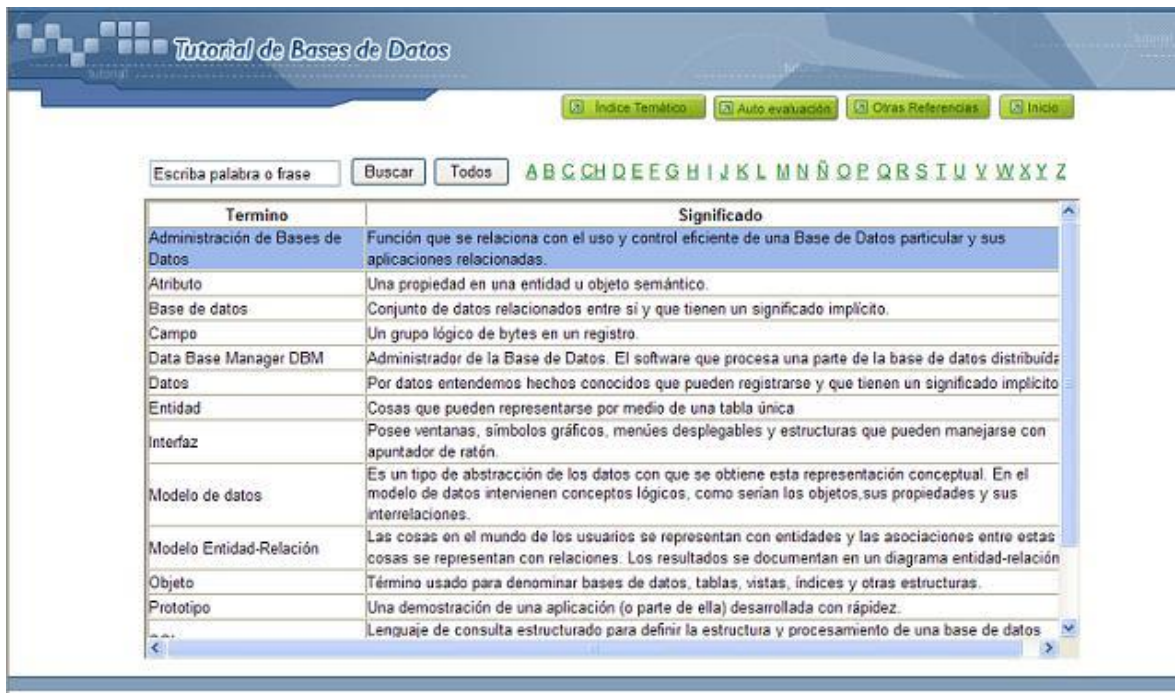 Tutorial de Bases de Datos
tutorial
Índice Temático
Auto evaluación
Otras Referencias
Inicio
Escriba palabra o frase
Buscar
Todos
A B C CH D E F G H I J K L M N Ñ O P Q R S T U V W X Y Z
Termino
Significado
Administración de Bases de
Datos
Función que se relaciona con el uso y control eficiente de una Base de Datos particular y sus
aplicaciones relacionadas.
Atributo
Una propiedad en una entidad u objeto semántico.
Base de datos
Conjunto de datos relacionados entre sí y que tienen un significado implícito.
Campo
Un grupo lógico de bytes en un registro.
Data Base Manager DBM
Administrador de la Base de Datos. El software que procesa una parte de la base de datos distribuída
Datos
Por datos entendemos hechos conocidos que pueden registrarse y que tienen un significado implícito
Entidad
Cosas que pueden representarse por medio de una tabla única
Interfaz
Posee ventanas, símbolos gráficos, menúes desplegables y estructuras que pueden manejarse con
apuntador de ratón.
Modelo de datos
Es un tipo de abstracción de los datos con que se obtiene esta representación conceptual. En el
modelo de datos intervienen conceptos lógicos, como serían los objetos,sus propiedades y sus
interrelaciones.
Modelo Entidad-Relación
Las cosas en el mundo de los usuarios se representan con entidades y las asociaciones entre estas
cosas se representan con relaciones. Los resultados se documentan en un diagrama entidad-relación
Objeto
Término usado para denominar bases de datos, tablas, vistas, índices y otras estructuras.
Prototipo
Una demostración de una aplicación (o parte de ella) desarrollada con rápidez.
Lenguaje de consulta estructurado para definir la estructura y procesamiento de una base de datos